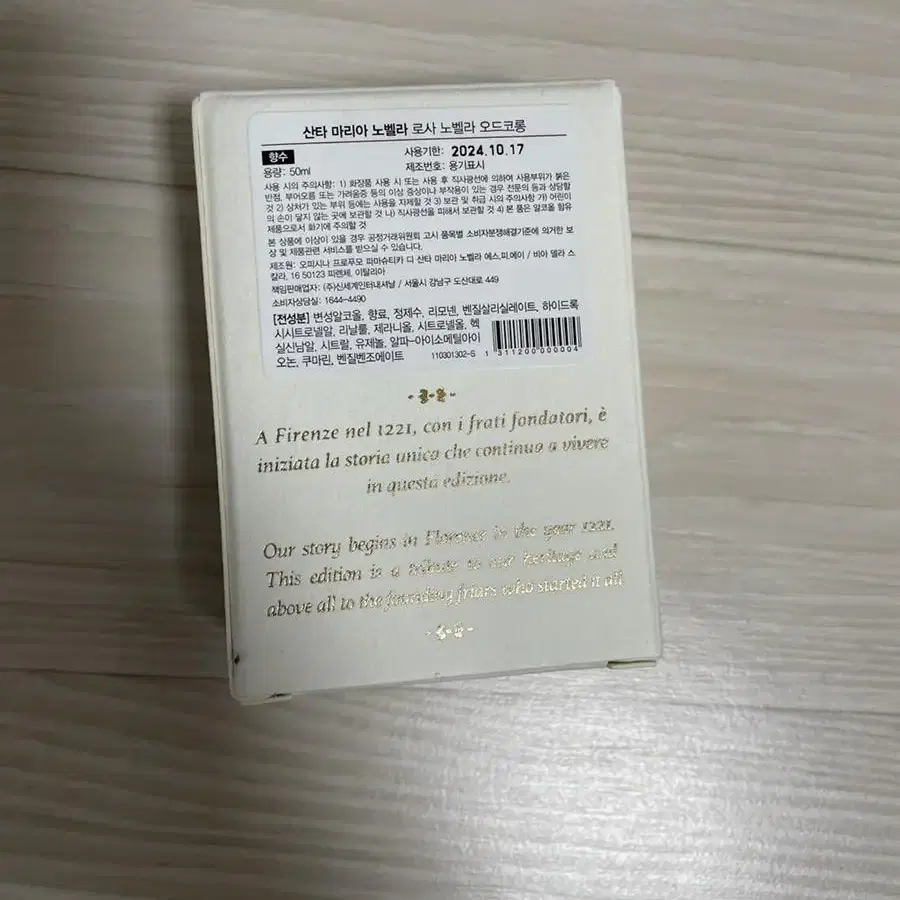 산타 마리아 노벨라 로사 노벨라 오드코롱
향수
사용기한: 2024.10.17
용량: 50ml
제조번호: 용기표시
사용 시의 주의사항: 1) 화장품 사용 시 또는 사용 후 직사광선에 의하여 사용부위가 붉은
반점, 부어오름 또는 가려움증 등의 이상 증상이나 부작용이 있는 경우 전문의 등과 상담할
것 2) 상처가 있는 부위 등에는 사용을 자제할 것 3) 보관 및 취급 시의 주의사항 가) 어린이
의 손이 닿지 않는 곳에 보관할 것 나) 직사광선을 피해서 보관할 것 4) 본 품은 알코올 함유
제품으로서 화기에 주의할 것
본 상품에 이상이 있을 경우 공정거래위원회 고시 품목별 소비자분쟁해결기준에 의거한 보
상 및 제품관련 서비스를 받으실 수 있습니다.
제조원: 오피시나 프로푸모 파마슈티카 디 산타 마리아 노벨라 에스.피.에이 / 비아 델라 스
칼라, 16 50123 피렌체, 이탈리아
책임판매업자: (주)신세계인터내셔날 / 서울시 강남구 도산대로 449
소비자상담실: 1644-4490
[전성분] 변성알코올, 향료, 정제수, 리모넨, 벤질살리실레이트, 하이드록
시시트로넬알, 리날룰, 제라니올, 시트로넬올, 헥
실신남알, 시트랄, 유제놀, 알파-아이소메틸아이
오논, 쿠마린, 벤질벤조에이트
110301302-S
1 311200 000004
A Firenze nel 1221, con i frati fondatori, è
iniziata la storia unica che continua a vivere
in questa edizione.
Our story begins in Florence in the year 1221.
This edition is a tribute to our heritage and
above all to the founding friars who started it all.